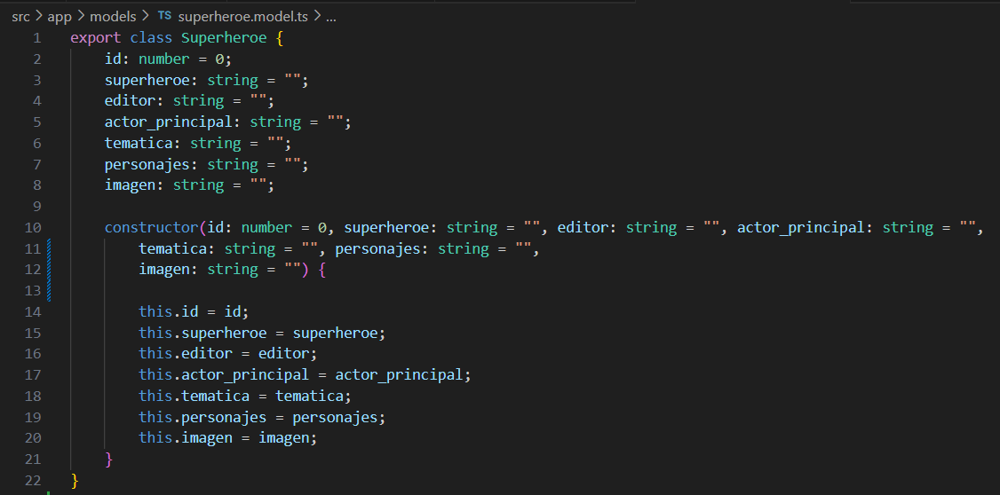 src > app > models > TS superheroe.model.ts > ...
1 export class Superheroe {
2     id: number = 0;
3     superheroe: string = "";
4     editor: string = "";
5     actor_principal: string = "";
6     tematica: string = "";
7     personajes: string = "";
8     imagen: string = "";
9
10     constructor(id: number = 0, superheroe: string = "", editor: string = "", actor_principal: string = "",
11         tematica: string = "", personajes: string = "",
12         imagen: string = "") {
13
14         this.id = id;
15         this.superheroe = superheroe;
16         this.editor = editor;
17         this.actor_principal = actor_principal;
18         this.tematica = tematica;
19         this.personajes = personajes;
20         this.imagen = imagen;
21     }
22 }